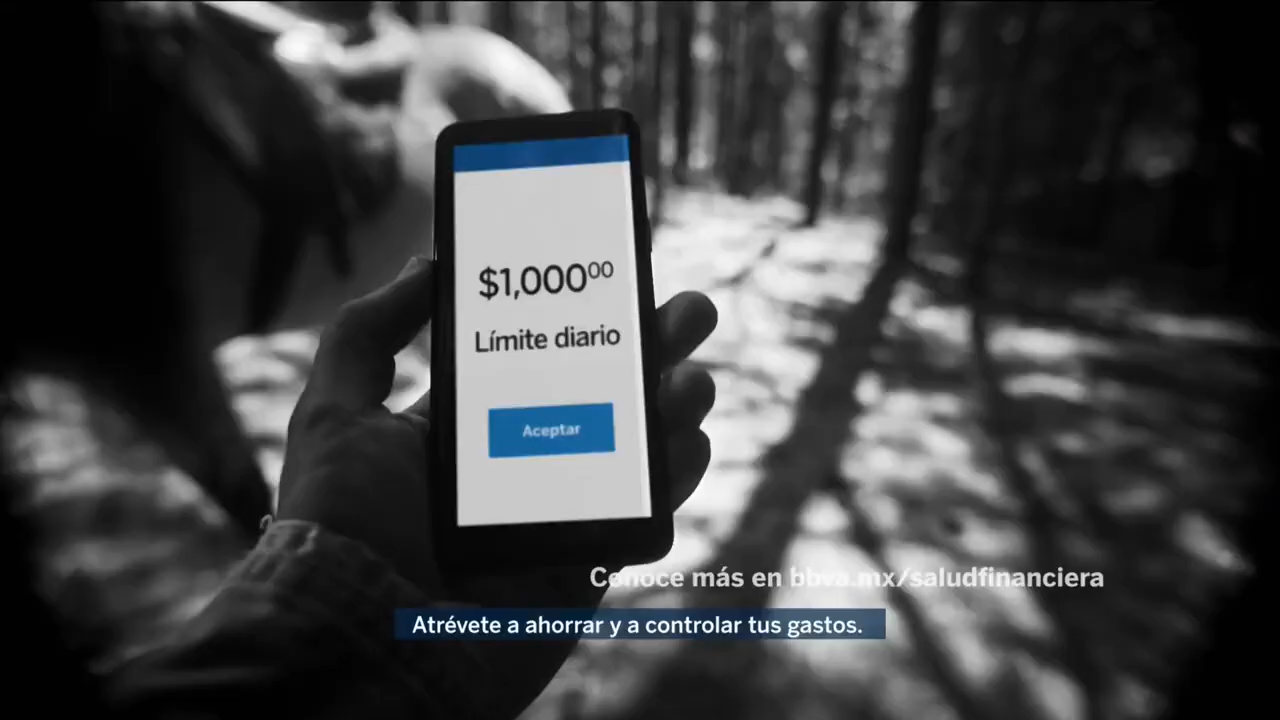 $1,000⁰⁰
Límite diario
Aceptar
Conoce más en bbva.mx/saludfinanciera
Atrévete a ahorrar y a controlar tus gastos.